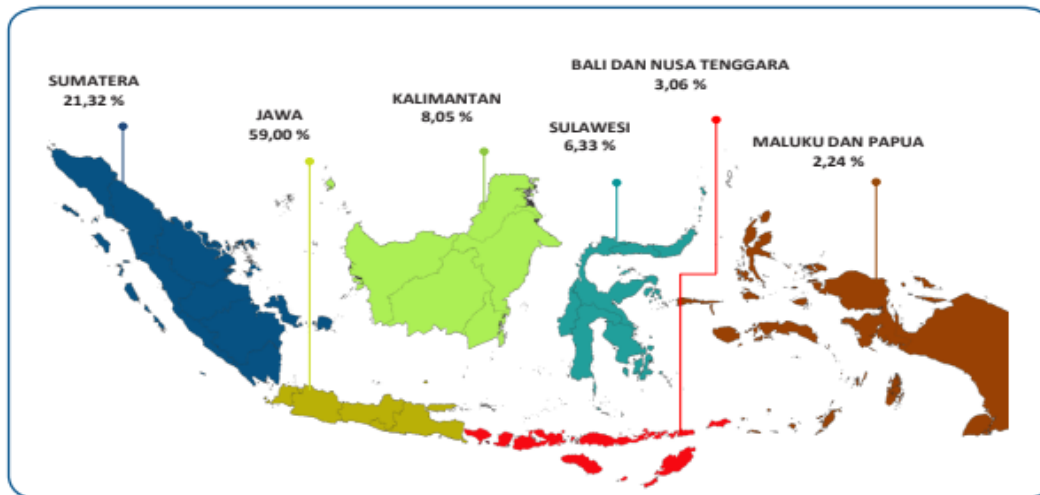 SUMATERA
21,32 %
JAWA
59,00 %
KALIMANTAN
8,05 %
SULAWESI
6,33 %
BALI DAN NUSA TENGGARA
3,06 %
MALUKU DAN PAPUA
2,24 %